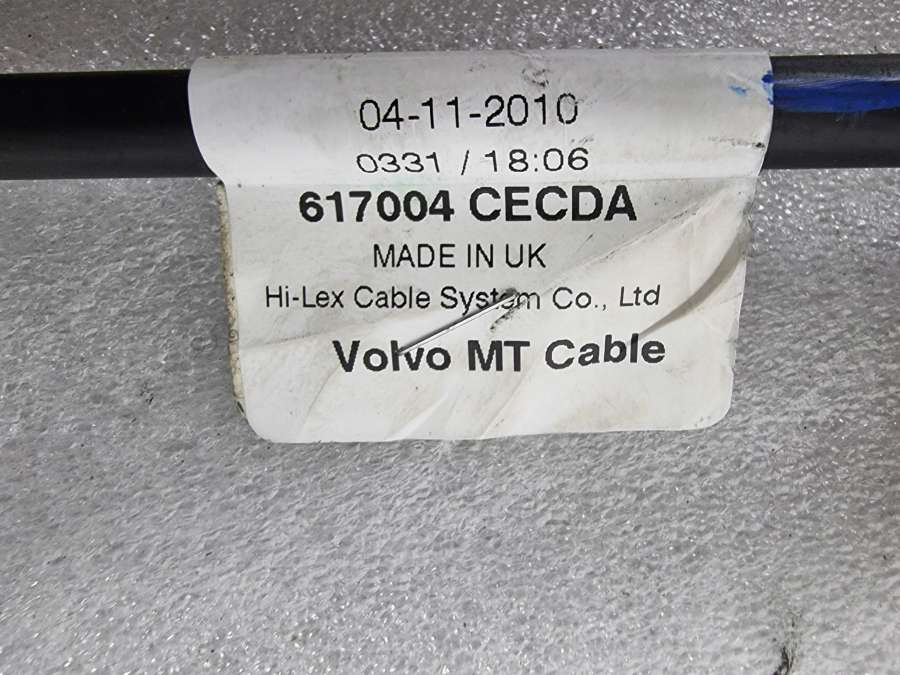 04-11-2010
0331 / 18:06
617004 CECDA
MADE IN UK
Hi-Lex Cable System Co., Ltd
Volvo MT Cable